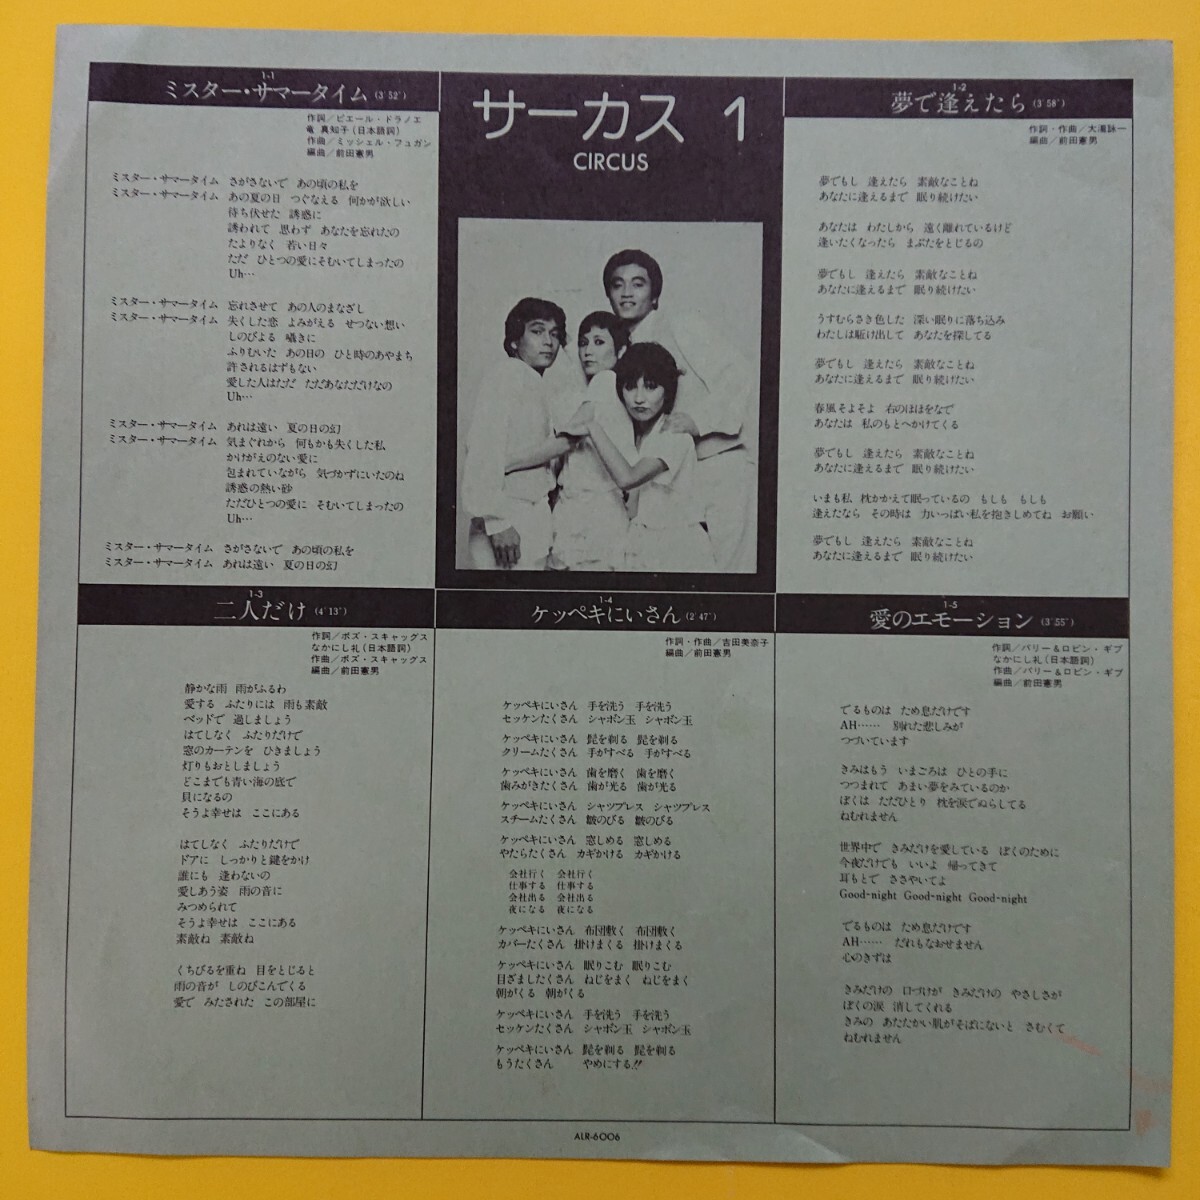 1-1
ミスター・サマータイム (3'52")
作詞／ピエール・ドラノエ
竜 真知子(日本語詞)
作曲／ミッシェル・フュガン
編曲／前田憲男
ミスター・サマータイム さがさないで あの頃の私を
ミスター・サマータイム あの夏の日 つぐなえる 何かが欲しい
待ち伏せた 誘惑に
誘われて 思わず あなたを忘れたの
たよりなく 若い日々
ただ ひとつの愛にそむいてしまったの
Uh…
ミスター・サマータイム 忘れさせて あの人のまなざし
ミスター・サマータイム 失くした恋 よみがえる せつない想い
しのびよる 囁きに
ふりむいた あの日の ひと時のあやまち
許されるはずもない
愛した人はただ ただあなただけなの
Uh…
ミスター・サマータイム あれは遠い 夏の日の幻
ミスター・サマータイム 気まぐれから 何もかも失くした私
かけがえのない愛に
包まれていながら 気づかずにいたのね
誘惑の熱い砂
ただひとつの愛に そむいてしまったの
Uh…
ミスター・サマータイム さがさないで あの頃の私を
ミスター・サマータイム あれは遠い 夏の日の幻
サーカス 1
CIRCUS
1-2
夢で逢えたら (3'58")
作詞・作曲／大瀧詠一
編曲／前田憲男
夢でもし 逢えたら 素敵なことね
あなたに逢えるまで 眠り続けたい
あなたは わたしから 遠く離れているけど
逢いたくなったら まぶたをとじるの
夢でもし 逢えたら 素敵なことね
あなたに逢えるまで 眠り続けたい
うすむらさき色した 深い眠りに落ち込み
わたしは駈け出して あなたを探してる
夢でもし 逢えたら 素敵なことね
あなたに逢えるまで 眠り続けたい
春風そよそよ 右のほほをなで
あなたは 私のもとへかけてくる
夢でもし 逢えたら 素敵なことね
あなたに逢えるまで 眠り続けたい
いまも私 枕かかえて眠っているの もしも もしも
逢えたなら その時は 力いっぱい私を抱きしめてね お願い
夢でもし 逢えたら 素敵なことね
あなたに逢えるまで 眠り続けたい
1-3
二人だけ (4'13")
作詞／ボズ・スキャッグス
なかにし礼(日本語詞)
作曲／ボズ・スキャッグス
編曲／前田憲男
静かな雨 雨がふるわ
愛する ふたりには 雨も素敵
ベッドで 過しましょう
はてしなく ふたりだけで
窓のカーテンを ひきましょう
灯りもおとしましょう
どこまでも青い海の底で
貝になるの
そうよ幸せは ここにある
はてしなく ふたりだけで
ドアに しっかりと鍵をかけ
誰にも 逢わないの
愛しあう姿 雨の音に
みつめられて
そうよ幸せは ここにある
素敵ね 素敵ね
くちびるを重ね 目をとじると
雨の音が しのびこんでくる
愛で みたされた この部屋に
1-4
ケッペキにいさん (2'47")
作詞・作曲／吉田美奈子
編曲／前田憲男
ケッペキにいさん 手を洗う 手を洗う
セッケンたくさん シャボン玉 シャボン玉
ケッペキにいさん 髭を剃る 髭を剃る
クリームたくさん 手がすべる 手がすべる
ケッペキにいさん 歯を磨く 歯を磨く
歯みがきたくさん 歯が光る 歯が光る
ケッペキにいさん シャツプレス シャツプレス
スチームたくさん 皺のびる 皺のびる
ケッペキにいさん 窓しめる 窓しめる
やたらたくさん カギかける カギかける
会社行く 会社行く
仕事する 仕事する
会社出る 会社出る
夜になる 夜になる
ケッペキにいさん 布団敷く 布団敷く
カバーたくさん 掛けまくる 掛けまくる
ケッペキにいさん 眠りこむ 眠りこむ
目ざましたくさん ねじをまく ねじをまく
朝がくる 朝がくる
ケッペキにいさん 手を洗う 手を洗う
セッケンたくさん シャボン玉 シャボン玉
ケッペキにいさん 髭を剃る 髭を剃る
もうたくさん やめにする!!
1-5
愛のエモーション (3'55")
作詞／バリー＆ロビン・ギブ
なかにし礼(日本語詞)
作曲／バリー＆ロビン・ギブ
編曲／前田憲男
でるものは ため息だけです
AH…… 別れた悲しみが
つづいています
きみはもう いまごろは ひとの手に
つつまれて あまい夢をみているのか
ぼくは ただひとり 枕を涙でぬらしてる
ねむれません
世界中で きみだけを愛している ぼくのために
今夜だけでも いいよ 帰ってきて
耳もとで ささやいてよ
Good-night Good-night Good-night
でるものは ため息だけです
AH…… だれもなおせません
心のきずは
きみだけの 口づけが きみだけの やさしさが
ぼくの涙 消してくれる
きみの あたたかい肌がそばにないと さむくて
ねむれません
ALR-6006